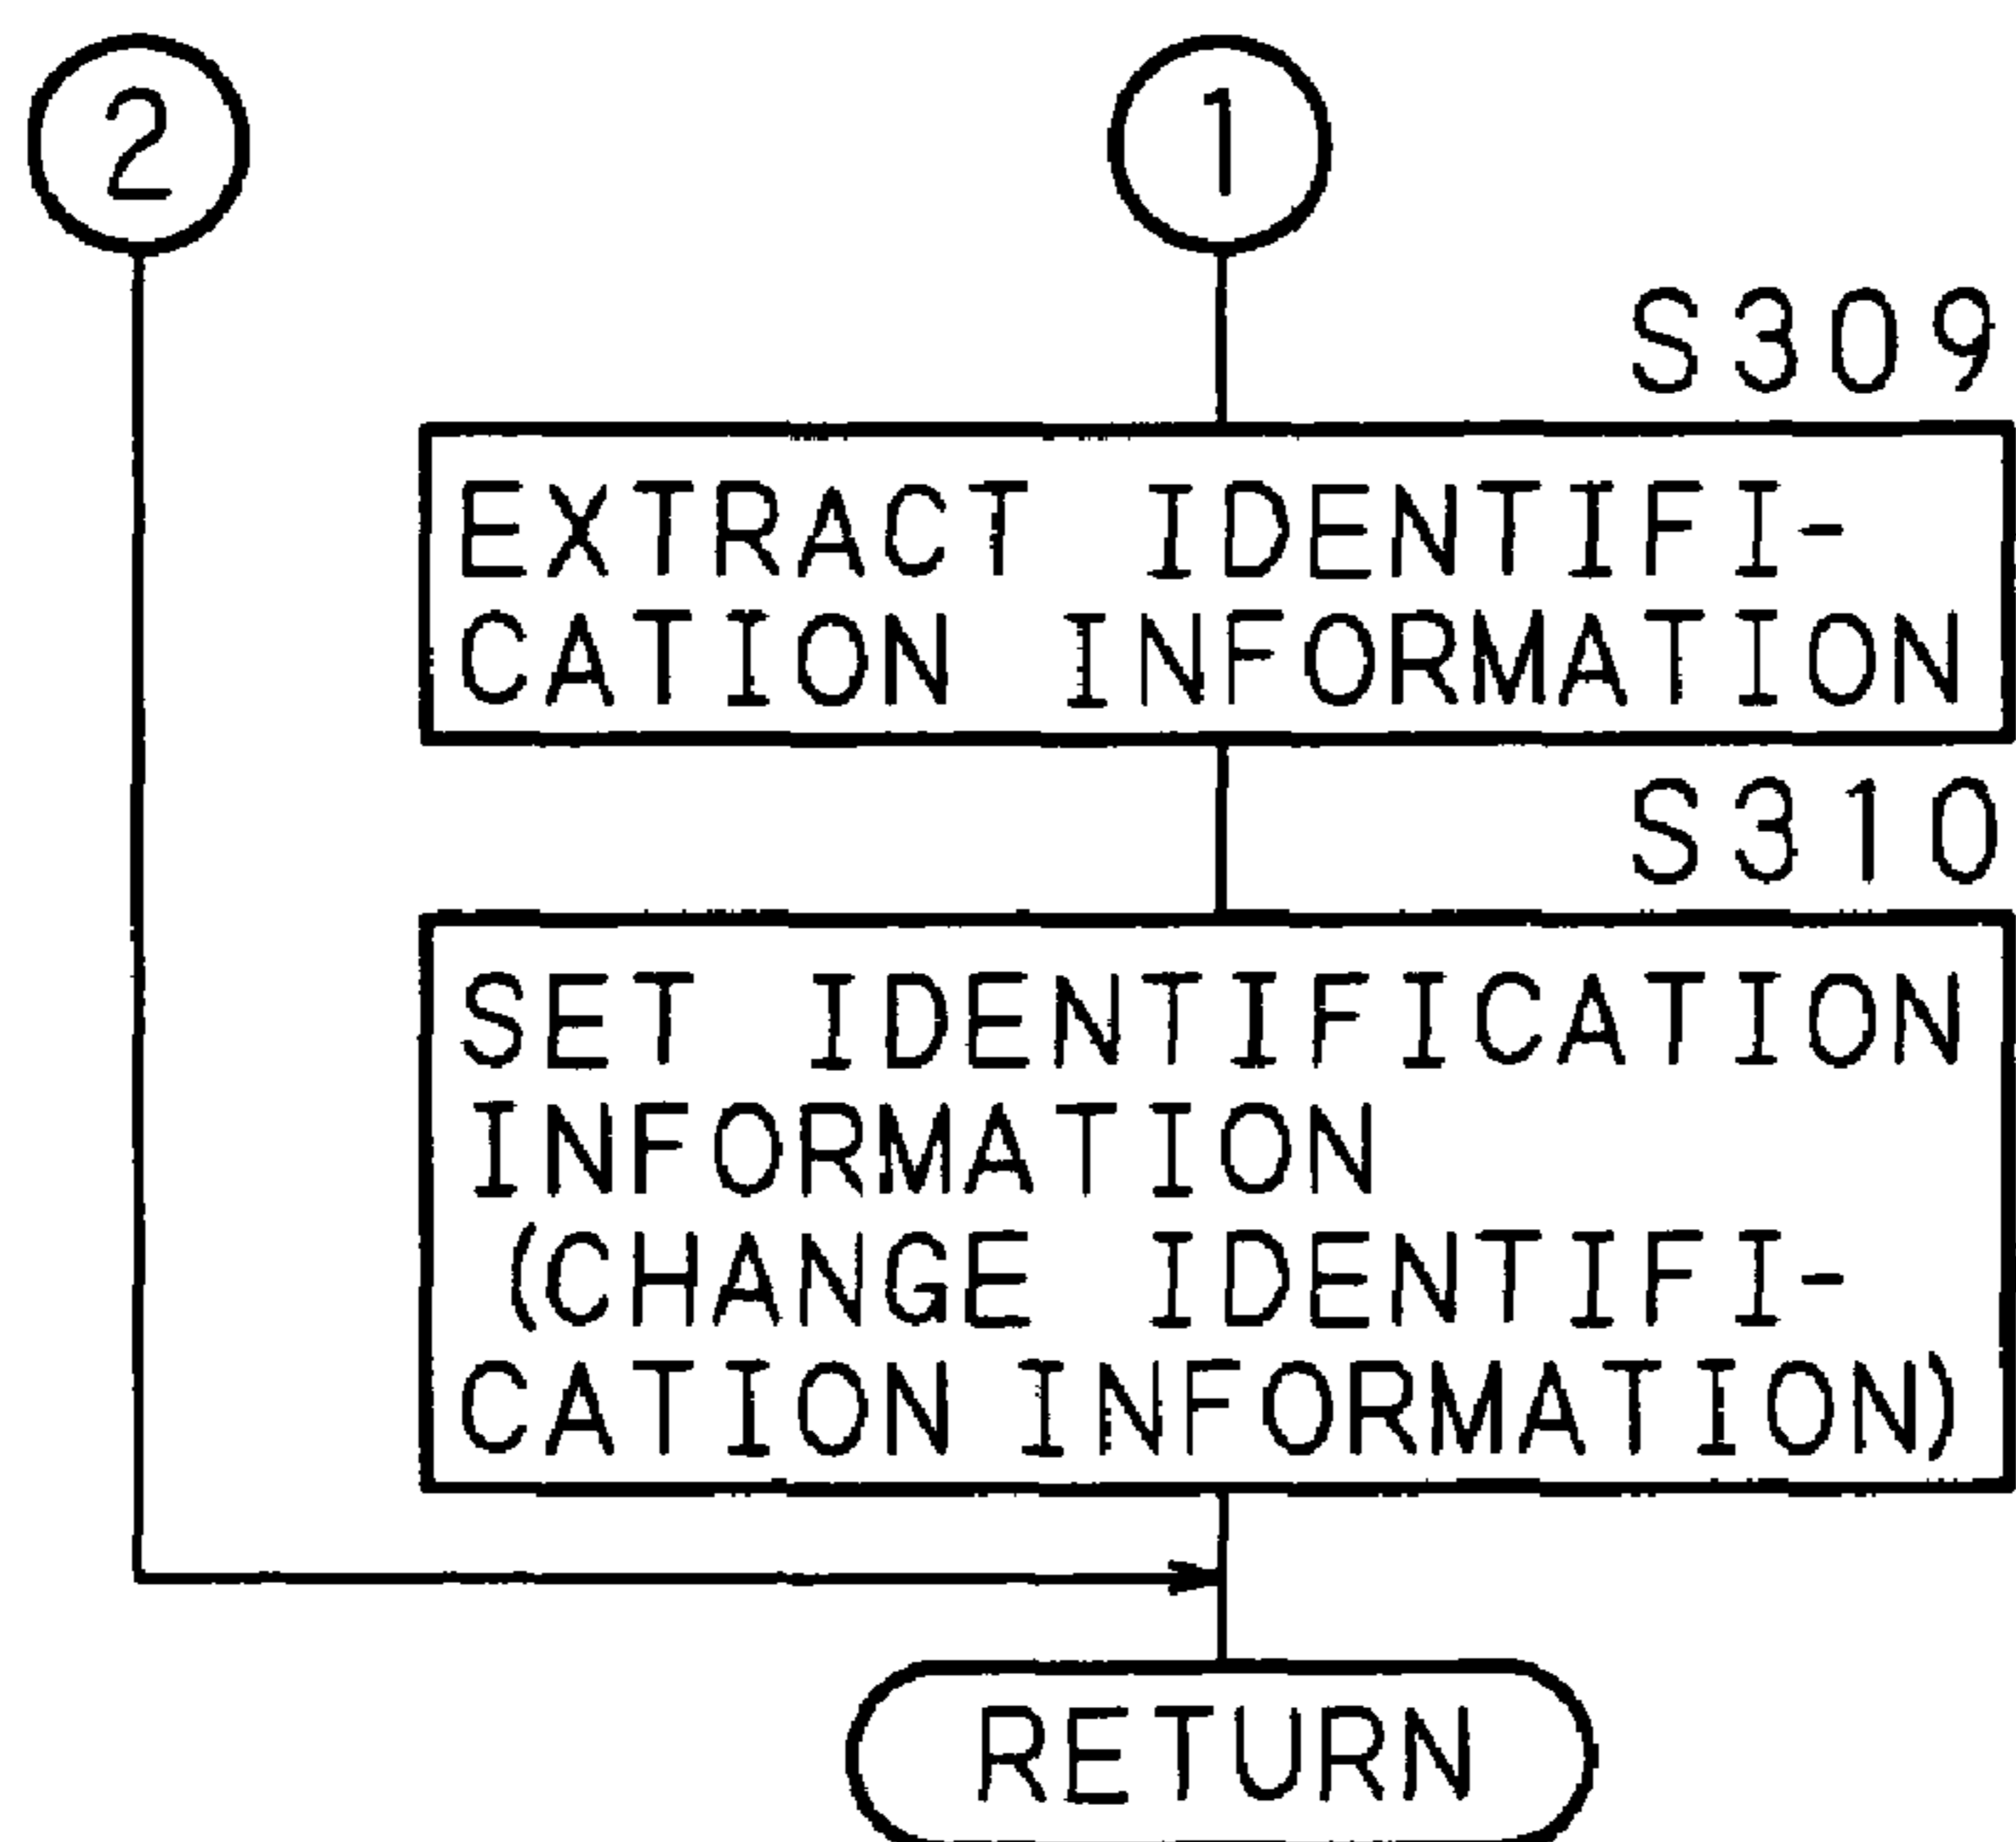 2
1
S309
EXTRACT IDENTIFI-
CATION INFORMATION
S310
SET IDENTIFICATION
INFORMATION
(CHANGE IDENTIFI-
CATION INFORMATION)
RETURN